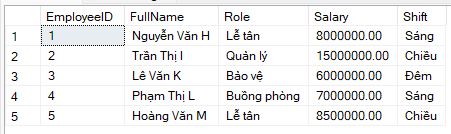 EmployeeID FullName Role Salary Shift
1 1 Nguyễn Văn H Lễ tân 8000000.00 Sáng
2 2 Trần Thị I Quản lý 15000000.00 Chiều
3 3 Lê Văn K Bảo vệ 6000000.00 Đêm
4 4 Phạm Thị L Buồng phòng 7000000.00 Sáng
5 5 Hoàng Văn M Lễ tân 8500000.00 Chiều